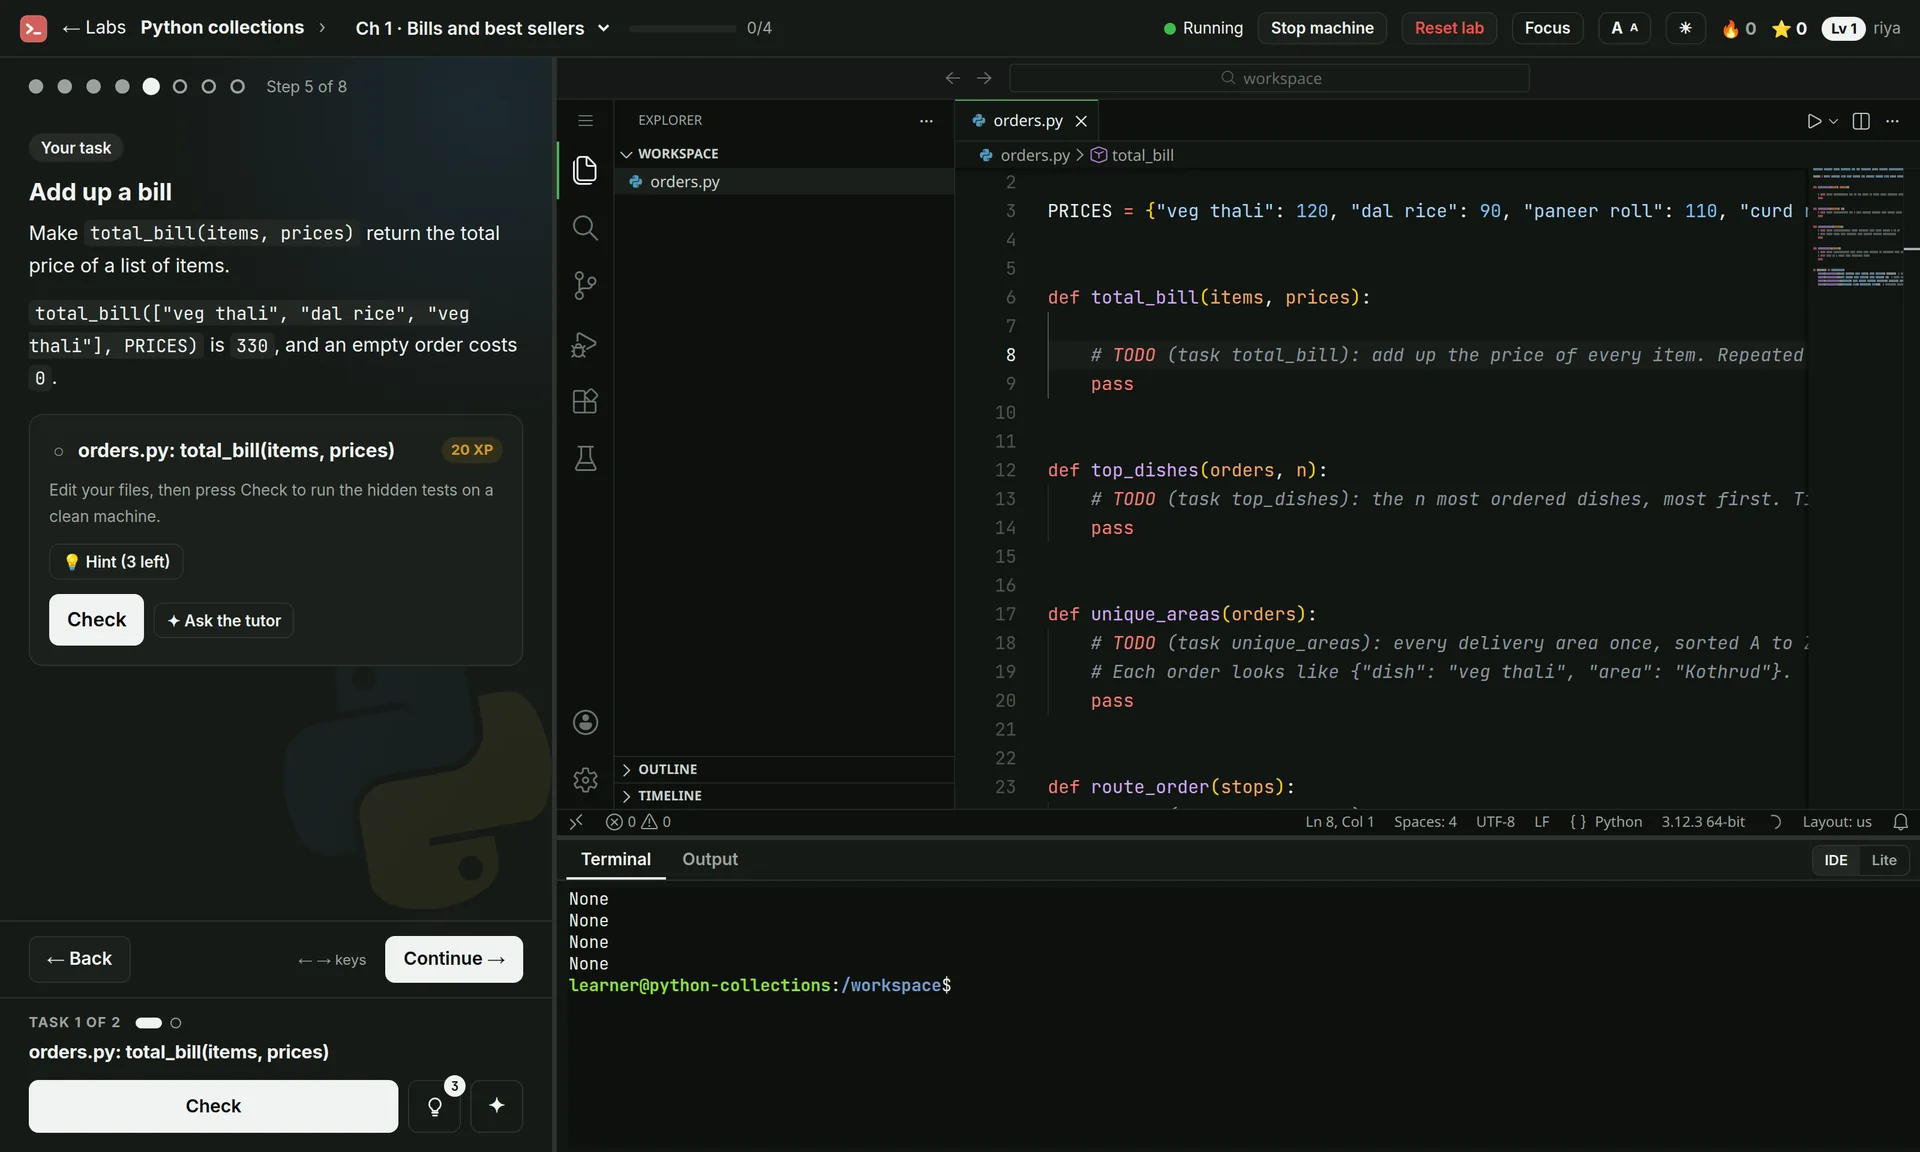 ← Labs Python collections › Ch 1 · Bills and best sellers 0/4 Running Stop machine Reset lab Focus A A 0 0 Lv 1 riya
Step 5 of 8
Your task
Add up a bill
Make total_bill(items, prices) return the total
price of a list of items.
total_bill(["veg thali", "dal rice", "veg
thali"], PRICES) is 330, and an empty order costs
0.
orders.py: total_bill(items, prices) 20 XP
Edit your files, then press Check to run the hidden tests on a
clean machine.
Hint (3 left)
Check ✦ Ask the tutor
← Back ← → keys Continue →
TASK 1 OF 2
orders.py: total_bill(items, prices)
Check 3
workspace
EXPLORER
WORKSPACE
orders.py
OUTLINE
TIMELINE
orders.py
orders.py > total_bill
2
3 PRICES = {"veg thali": 120, "dal rice": 90, "paneer roll": 110, "curd
4
5
6 def total_bill(items, prices):
7
8 # TODO (task total_bill): add up the price of every item. Repeated
9 pass
10
11
12 def top_dishes(orders, n):
13 # TODO (task top_dishes): the n most ordered dishes, most first.
14 pass
15
16
17 def unique_areas(orders):
18 # TODO (task unique_areas): every delivery area once, sorted A to
19 # Each order looks like {"dish": "veg thali", "area": "Kothrud"}.
20 pass
21
22
23 def route_order(stops):
0 0 Ln 8, Col 1 Spaces: 4 UTF-8 LF { } Python 3.12.3 64-bit Layout: us
Terminal Output IDE Lite
None
None
None
None
learner@python-collections:/workspace$